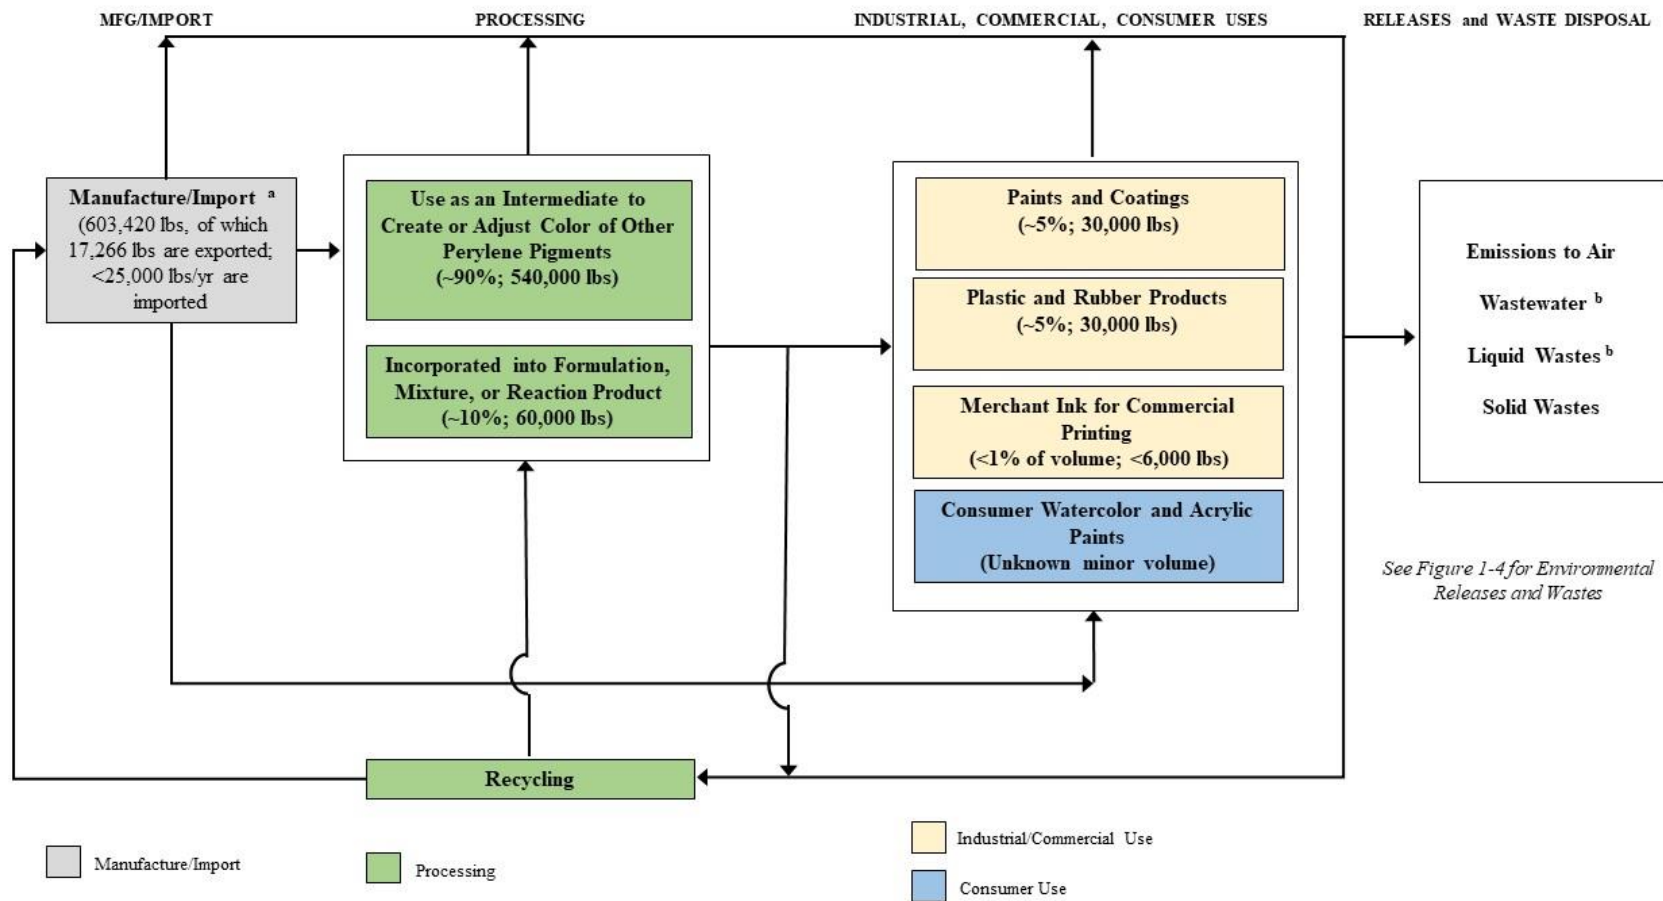 MFG/IMPORT
PROCESSING
INDUSTRIAL, COMMERCIAL, CONSUMER USES
RELEASES and WASTE DISPOSAL
Manufacture/Import a
(603,420 lbs, of which
17,266 lbs are exported;
<25,000 lbs/yr are
imported
Use as an Intermediate to
Create or Adjust Color of Other
Perylene Pigments
(~90%; 540,000 lbs)
Incorporated into Formulation,
Mixture, or Reaction Product
(~10%; 60,000 lbs)
Paints and Coatings
(~5%; 30,000 lbs)
Plastic and Rubber Products
(~5%; 30,000 lbs)
Merchant Ink for Commercial
Printing
(<1% of volume; <6,000 lbs)
Consumer Watercolor and Acrylic
Paints
(Unknown minor volume)
Emissions to Air
Wastewater b
Liquid Wastes b
Solid Wastes
See Figure 1-4 for Environmental
Releases and Wastes
Recycling
Manufacture/Import
Processing
Industrial/Commercial Use
Consumer Use